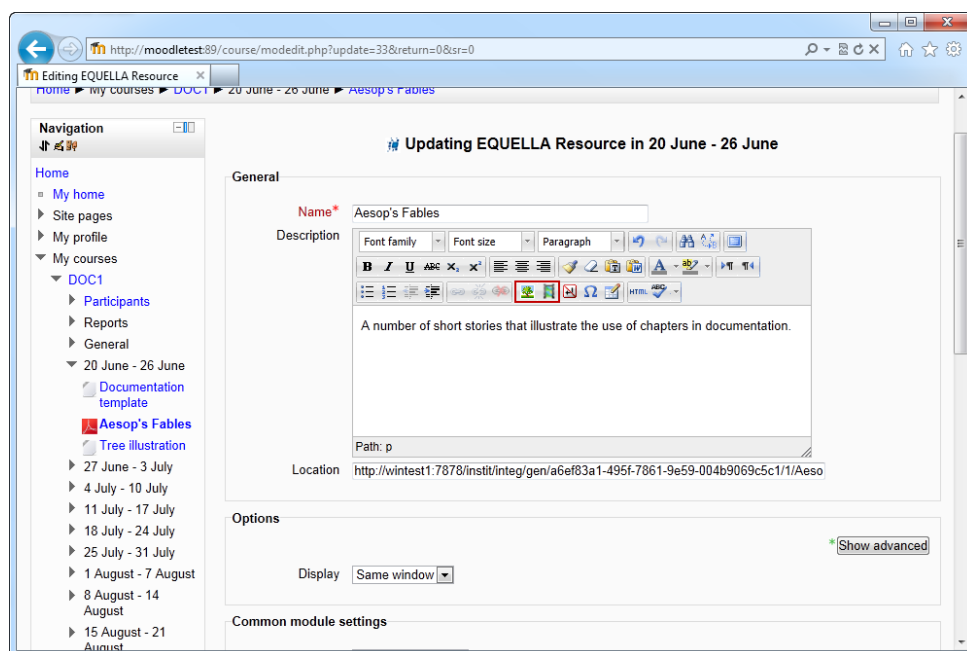 http://moodletest:89/course/modedit.php?update=33&return=0&sr=0
Editing EQUELLA Resource
Home ► My courses ► DOC1 ► 20 June - 26 June ► Aesop's Fables
Navigation
Home
My home
Site pages
My profile
My courses
DOC1
Participants
Reports
General
20 June - 26 June
Documentation
template
Aesop's Fables
Tree illustration
27 June - 3 July
4 July - 10 July
11 July - 17 July
18 July - 24 July
25 July - 31 July
1 August - 7 August
8 August - 14
August
15 August - 21
August
Updating EQUELLA Resource in 20 June - 26 June
General
Name* Aesop's Fables
Description
Font family Font size Paragraph
B I U ABC X₂ X² A ab
Ω HTML ABC
A number of short stories that illustrate the use of chapters in documentation.
Path: p
Location http://wintest1:7878/instit/integ/gen/a6ef83a1-495f-7861-9e59-004b9069c5c1/1/Aeso
Options
* Show advanced
Display Same window
Common module settings